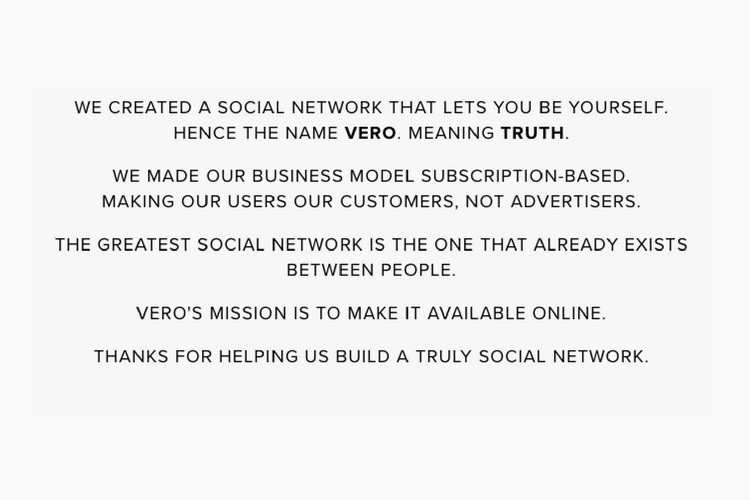 WE CREATED A SOCIAL NETWORK THAT LETS YOU BE YOURSELF.
HENCE THE NAME VERO. MEANING TRUTH.
WE MADE OUR BUSINESS MODEL SUBSCRIPTION-BASED.
MAKING OUR USERS OUR CUSTOMERS, NOT ADVERTISERS.
THE GREATEST SOCIAL NETWORK IS THE ONE THAT ALREADY EXISTS
BETWEEN PEOPLE.
VERO'S MISSION IS TO MAKE IT AVAILABLE ONLINE.
THANKS FOR HELPING US BUILD A TRULY SOCIAL NETWORK.